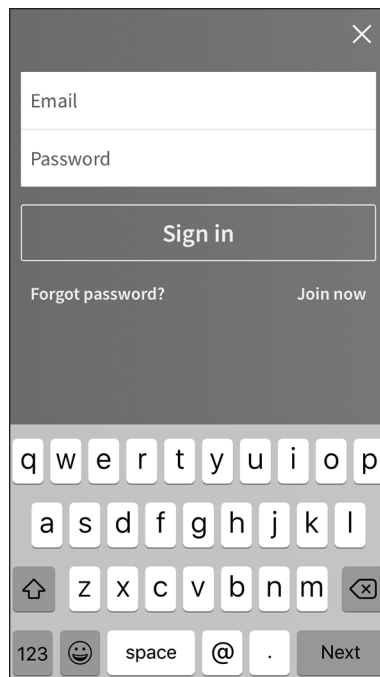 Email
Password
Sign in
Forgot password? Join now
q w e r t y u i o p
a s d f g h j k l
z x c v b n m
123 space @ . Next